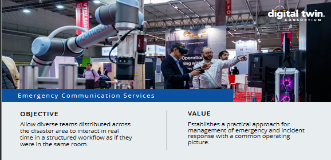 digital twin.
CONSORTIUM
Emergency Communication Services
OBJECTIVE
Allow diverse teams distributed across
the disaster area to interact in real
time in a structured workflow as if they
were in the same room.
VALUE
Establishes a practical approach for
management of emergency and incident
response with a common operating
picture.